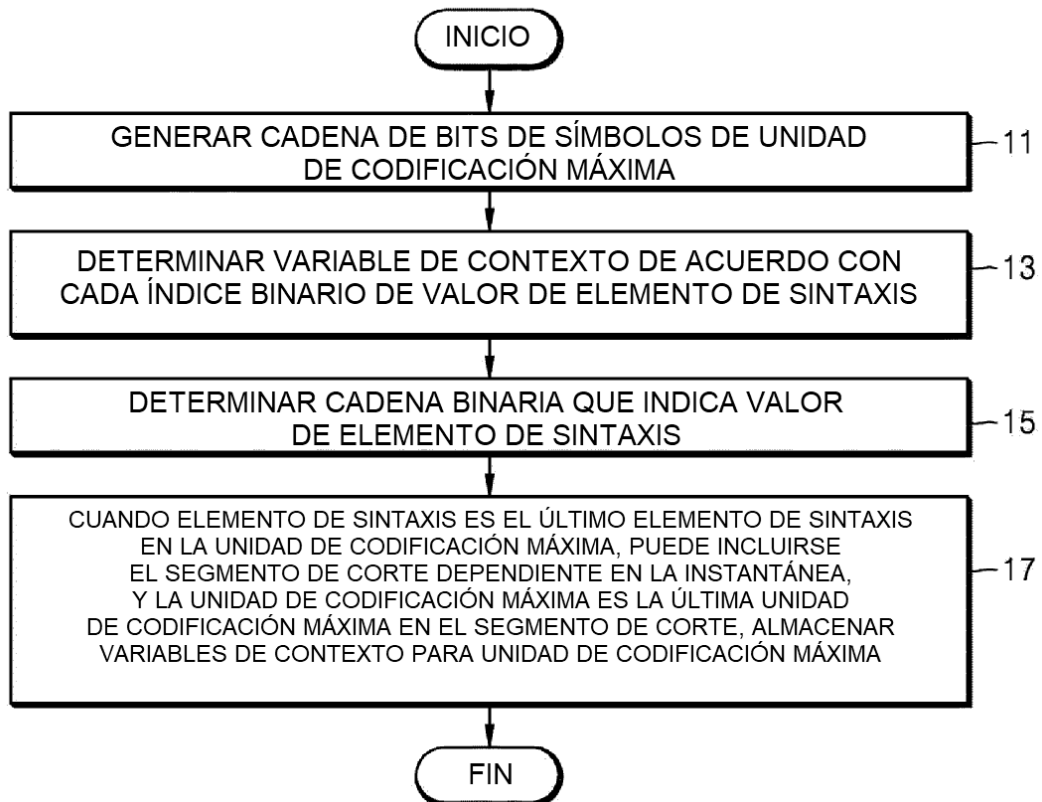 INICIO
GENERAR CADENA DE BITS DE SÍMBOLOS DE UNIDAD
DE CODIFICACIÓN MÁXIMA
11
DETERMINAR VARIABLE DE CONTEXTO DE ACUERDO CON
CADA ÍNDICE BINARIO DE VALOR DE ELEMENTO DE SINTAXIS
13
DETERMINAR CADENA BINARIA QUE INDICA VALOR
DE ELEMENTO DE SINTAXIS
15
CUANDO ELEMENTO DE SINTAXIS ES EL ÚLTIMO ELEMENTO DE SINTAXIS
EN LA UNIDAD DE CODIFICACIÓN MÁXIMA, PUEDE INCLUIRSE
EL SEGMENTO DE CORTE DEPENDIENTE EN LA INSTANTÁNEA,
Y LA UNIDAD DE CODIFICACIÓN MÁXIMA ES LA ÚLTIMA UNIDAD
DE CODIFICACIÓN MÁXIMA EN EL SEGMENTO DE CORTE, ALMACENAR
VARIABLES DE CONTEXTO PARA UNIDAD DE CODIFICACIÓN MÁXIMA
17
FIN